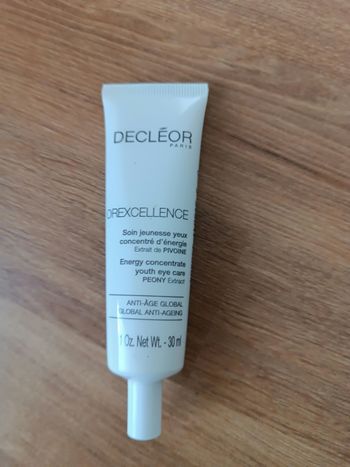 DECLÉOR
PARIS
OREXCELLENCE
Soin jeunesse yeux
concentré d'énergie
Extrait de PIVOINE
Energy concentrate
youth eye care
PEONY Extract
ANTI-ÂGE GLOBAL
GLOBAL ANTI-AGEING
1 Oz. Net Wt. - 30 ml